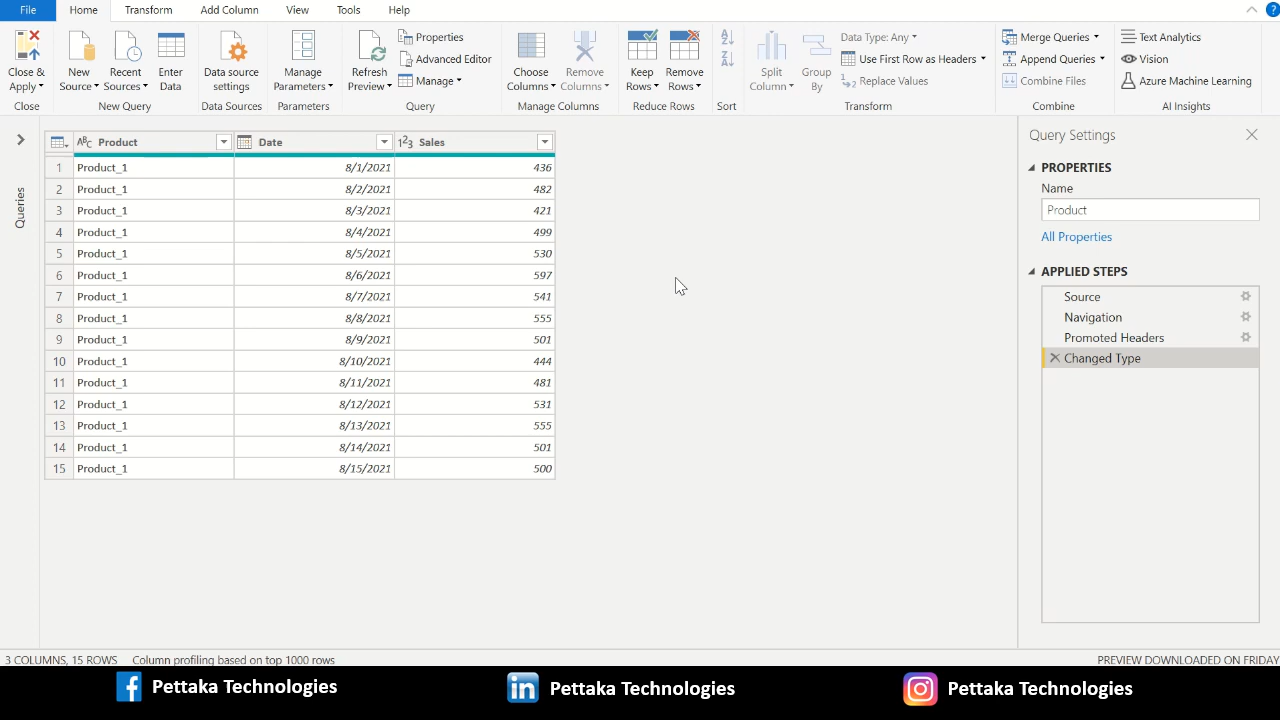 File Home Transform Add Column View Tools Help
Close & Apply
New Source
Recent Sources
Enter Data
Data source settings
Manage Parameters
Refresh Preview
Properties
Advanced Editor
Manage
Choose Columns
Remove Columns
Keep Rows
Remove Rows
Split Column
Group By
Data Type: Any
Use First Row as Headers
Replace Values
Merge Queries
Append Queries
Combine Files
Text Analytics
Vision
Azure Machine Learning
Close New Query Data Sources Parameters Query Manage Columns Reduce Rows Sort Transform Combine AI Insights
Queries
Product Date Sales
1 Product_1 8/1/2021 436
2 Product_1 8/2/2021 482
3 Product_1 8/3/2021 421
4 Product_1 8/4/2021 499
5 Product_1 8/5/2021 530
6 Product_1 8/6/2021 597
7 Product_1 8/7/2021 541
8 Product_1 8/8/2021 555
9 Product_1 8/9/2021 501
10 Product_1 8/10/2021 444
11 Product_1 8/11/2021 481
12 Product_1 8/12/2021 531
13 Product_1 8/13/2021 555
14 Product_1 8/14/2021 501
15 Product_1 8/15/2021 500
Query Settings
PROPERTIES
Name
Product
All Properties
APPLIED STEPS
Source
Navigation
Promoted Headers
Changed Type
3 COLUMNS, 15 ROWS Column profiling based on top 1000 rows PREVIEW DOWNLOADED ON FRIDAY
Pettaka Technologies Pettaka Technologies Pettaka Technologies